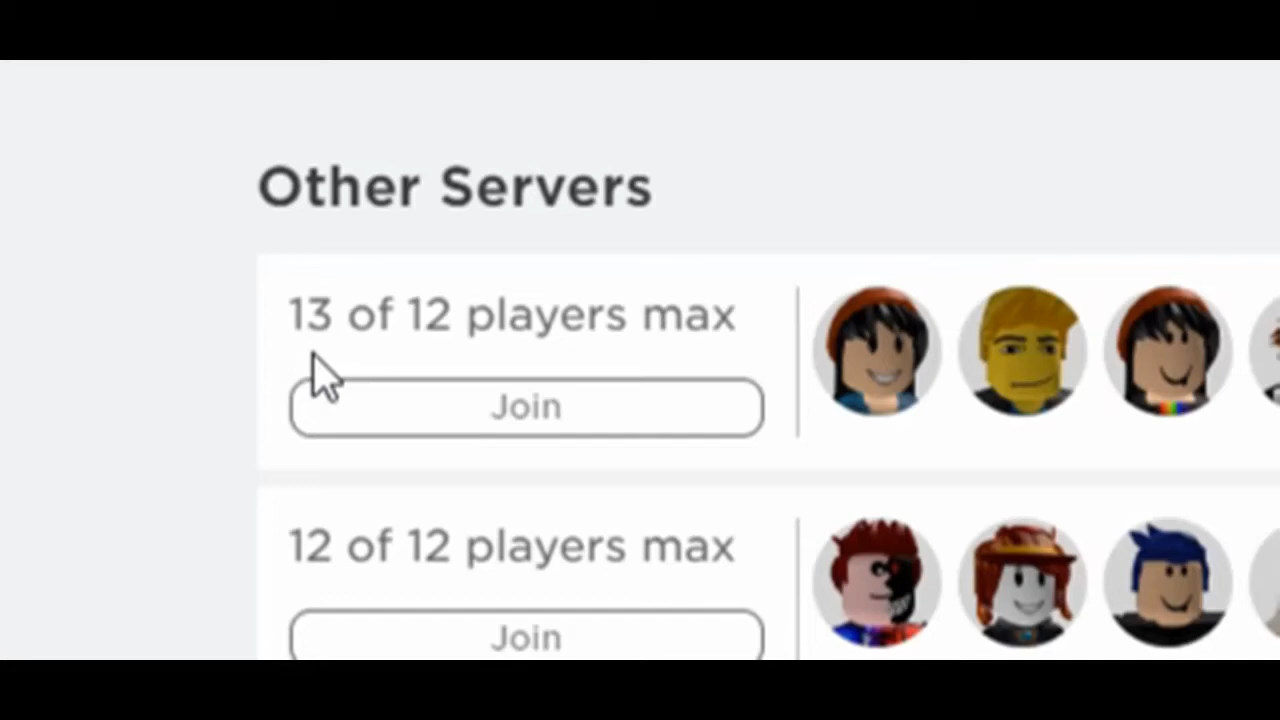 Other Servers
13 of 12 players max
Join
12 of 12 players max
Join